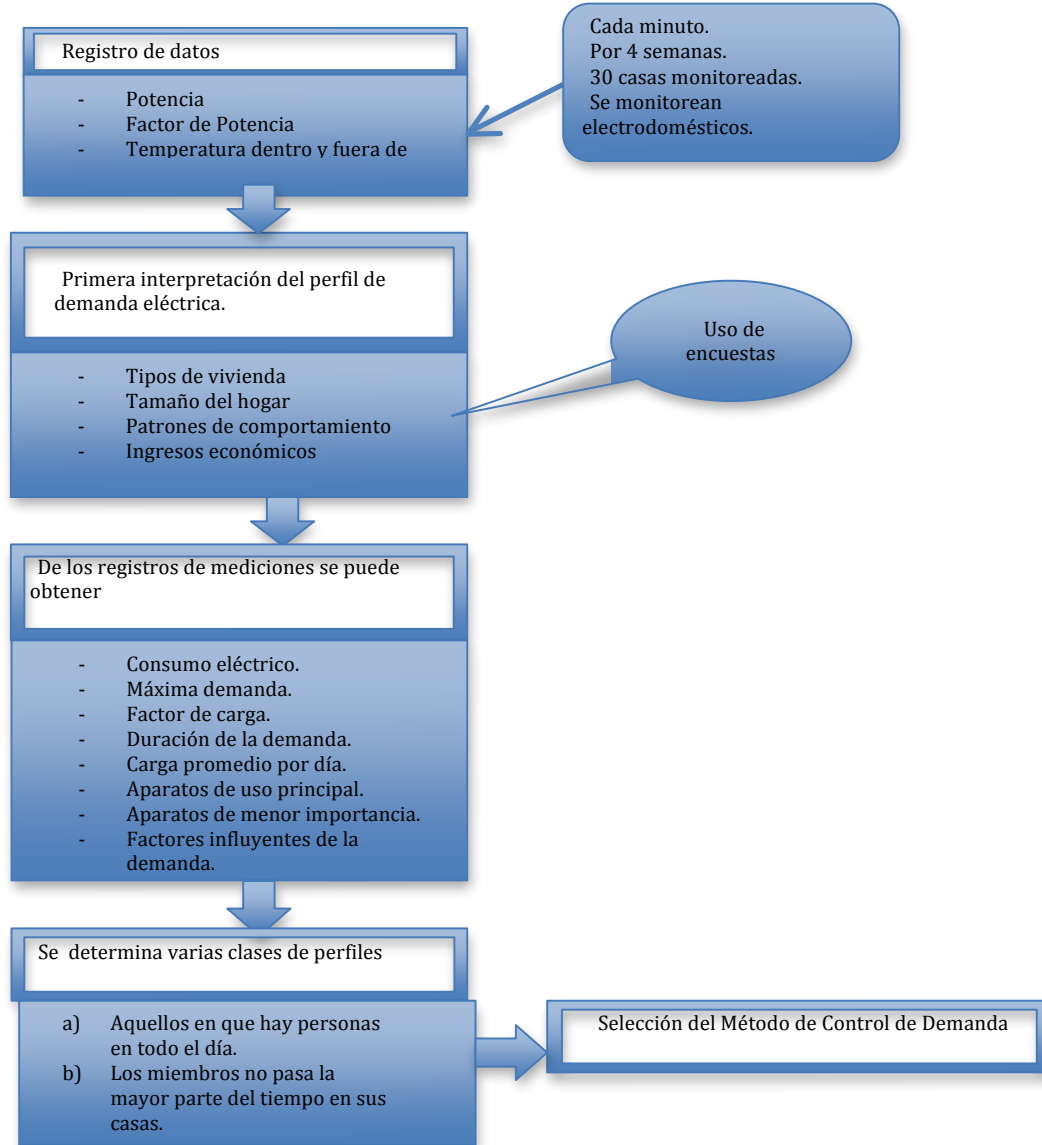 Registro de datos
- Potencia
- Factor de Potencia
- Temperatura dentro y fuera de
Cada minuto.
Por 4 semanas.
30 casas monitoreadas.
Se monitorean
electrodomésticos.
Primera interpretación del perfil de
demanda eléctrica.
- Tipos de vivienda
- Tamaño del hogar
- Patrones de comportamiento
- Ingresos económicos
Uso de
encuestas
De los registros de mediciones se puede
obtener
- Consumo eléctrico.
- Máxima demanda.
- Factor de carga.
- Duración de la demanda.
- Carga promedio por día.
- Aparatos de uso principal.
- Aparatos de menor importancia.
- Factores influyentes de la
demanda.
Se determina varias clases de perfiles
a) Aquellos en que hay personas
en todo el día.
b) Los miembros no pasa la
mayor parte del tiempo en sus
casas.
Selección del Método de Control de Demanda